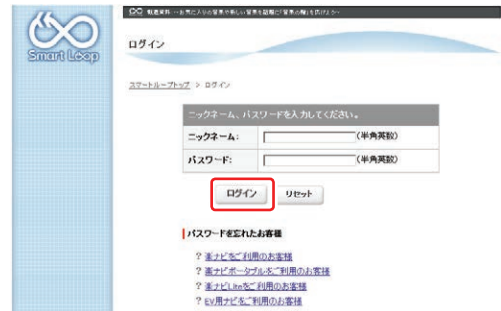 Smart Loop
ログイン
スマートループトップ > ログイン
ニックネーム、パスワードを入力してください。
ニックネーム: (半角英数)
パスワード: (半角英数)
ログイン リセット
パスワードを忘れたお客様
? 楽ナビをご利用のお客様
? 楽ナビポータブルをご利用のお客様
? 楽ナビLiteをご利用のお客様
? EV用ナビをご利用のお客様